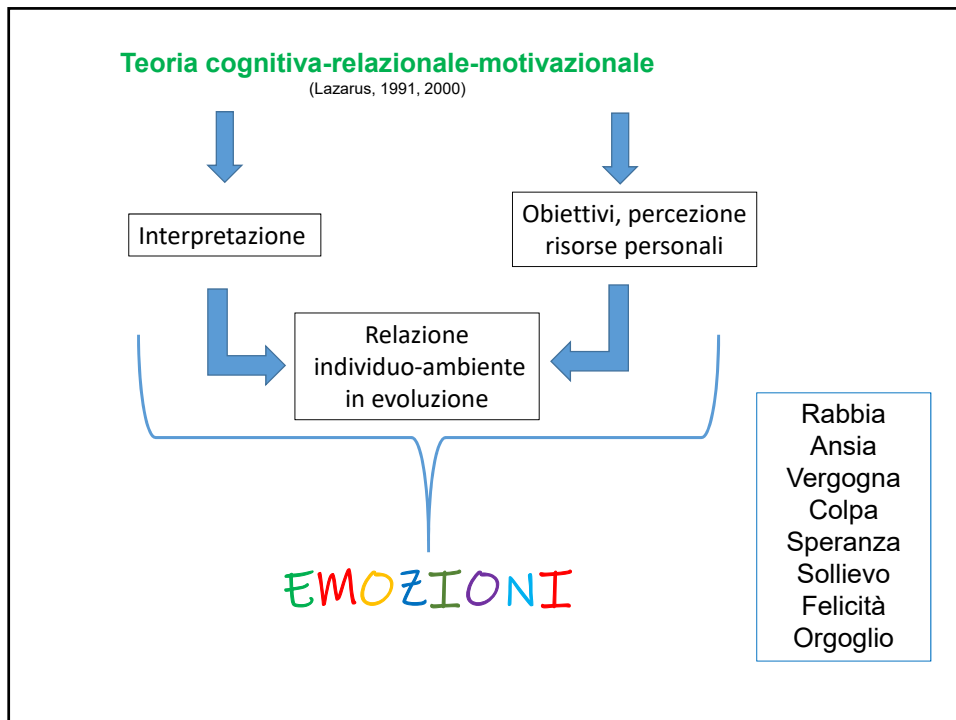 Teoria cognitiva-relazionale-motivazionale
(Lazarus, 1991, 2000)
Interpretazione
Obiettivi, percezione
risorse personali
Relazione
individuo-ambiente
in evoluzione
EMOZIONI
Rabbia
Ansia
Vergogna
Colpa
Speranza
Sollievo
Felicità
Orgoglio